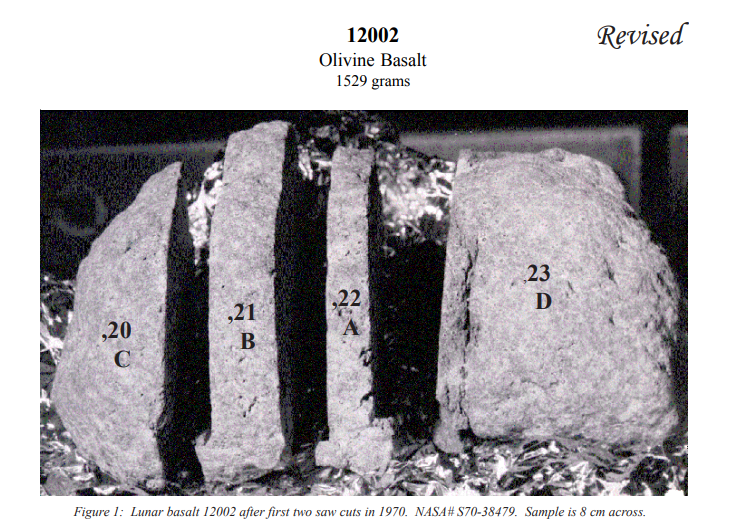 12002
Revised
Olivine Basalt
1529 grams
,20
C
,21
B
,22
A
,23
D
Figure 1: Lunar basalt 12002 after first two saw cuts in 1970. NASA# S70-38479. Sample is 8 cm across.